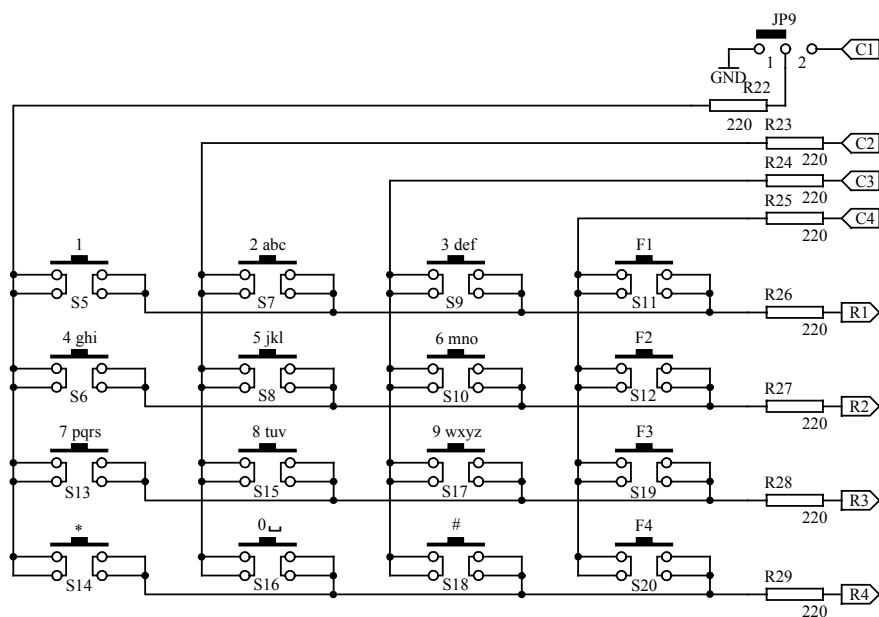 JP9
1 2 C1
GND
R22
220 R23
220 C2
R24
220 C3
R25
220 C4
1 2 abc 3 def F1
S5 S7 S9 S11
R26
220 R1
4 ghi 5 jkl 6 mno F2
S6 S8 S10 S12
R27
220 R2
7 pqrs 8 tuv 9 wxyz F3
S13 S15 S17 S19
R28
220 R3
* 0⎵ # F4
S14 S16 S18 S20
R29
220 R4